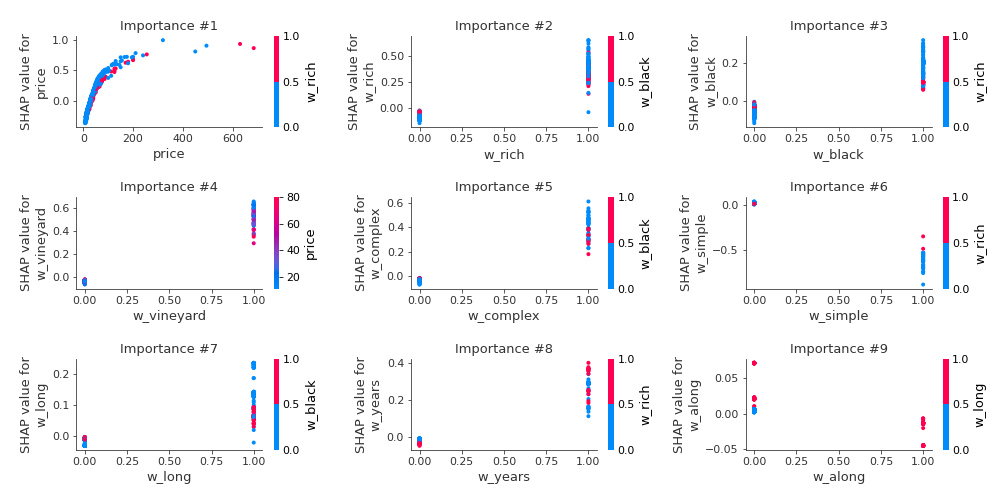 Importance #1
SHAP value for
price
1.0
0.5
0.0
0
200
400
600
price
1.0
0.5
0.0
w_rich
Importance #2
SHAP value for
w_rich
0.50
0.25
0.00
0.00
0.25
0.50
0.75
1.00
w_rich
1.0
0.5
0.0
w_black
Importance #3
SHAP value for
w_black
0.2
0.0
0.00
0.25
0.50
0.75
1.00
w_black
1.0
0.5
0.0
w_rich
Importance #4
SHAP value for
w_vineyard
0.6
0.4
0.2
0.0
0.00
0.25
0.50
0.75
1.00
w_vineyard
80
60
40
20
price
Importance #5
SHAP value for
w_complex
0.6
0.4
0.2
0.0
0.00
0.25
0.50
0.75
1.00
w_complex
1.0
0.5
0.0
w_black
Importance #6
SHAP value for
w_simple
0.0
−0.5
0.00
0.25
0.50
0.75
1.00
w_simple
1.0
0.5
0.0
w_rich
Importance #7
SHAP value for
w_long
0.2
0.1
0.0
0.00
0.25
0.50
0.75
1.00
w_long
1.0
0.5
0.0
w_black
Importance #8
SHAP value for
w_years
0.4
0.2
0.0
0.00
0.25
0.50
0.75
1.00
w_years
1.0
0.5
0.0
w_rich
Importance #9
SHAP value for
w_along
0.05
0.00
−0.05
0.00
0.25
0.50
0.75
1.00
w_along
1.0
0.5
0.0
w_long